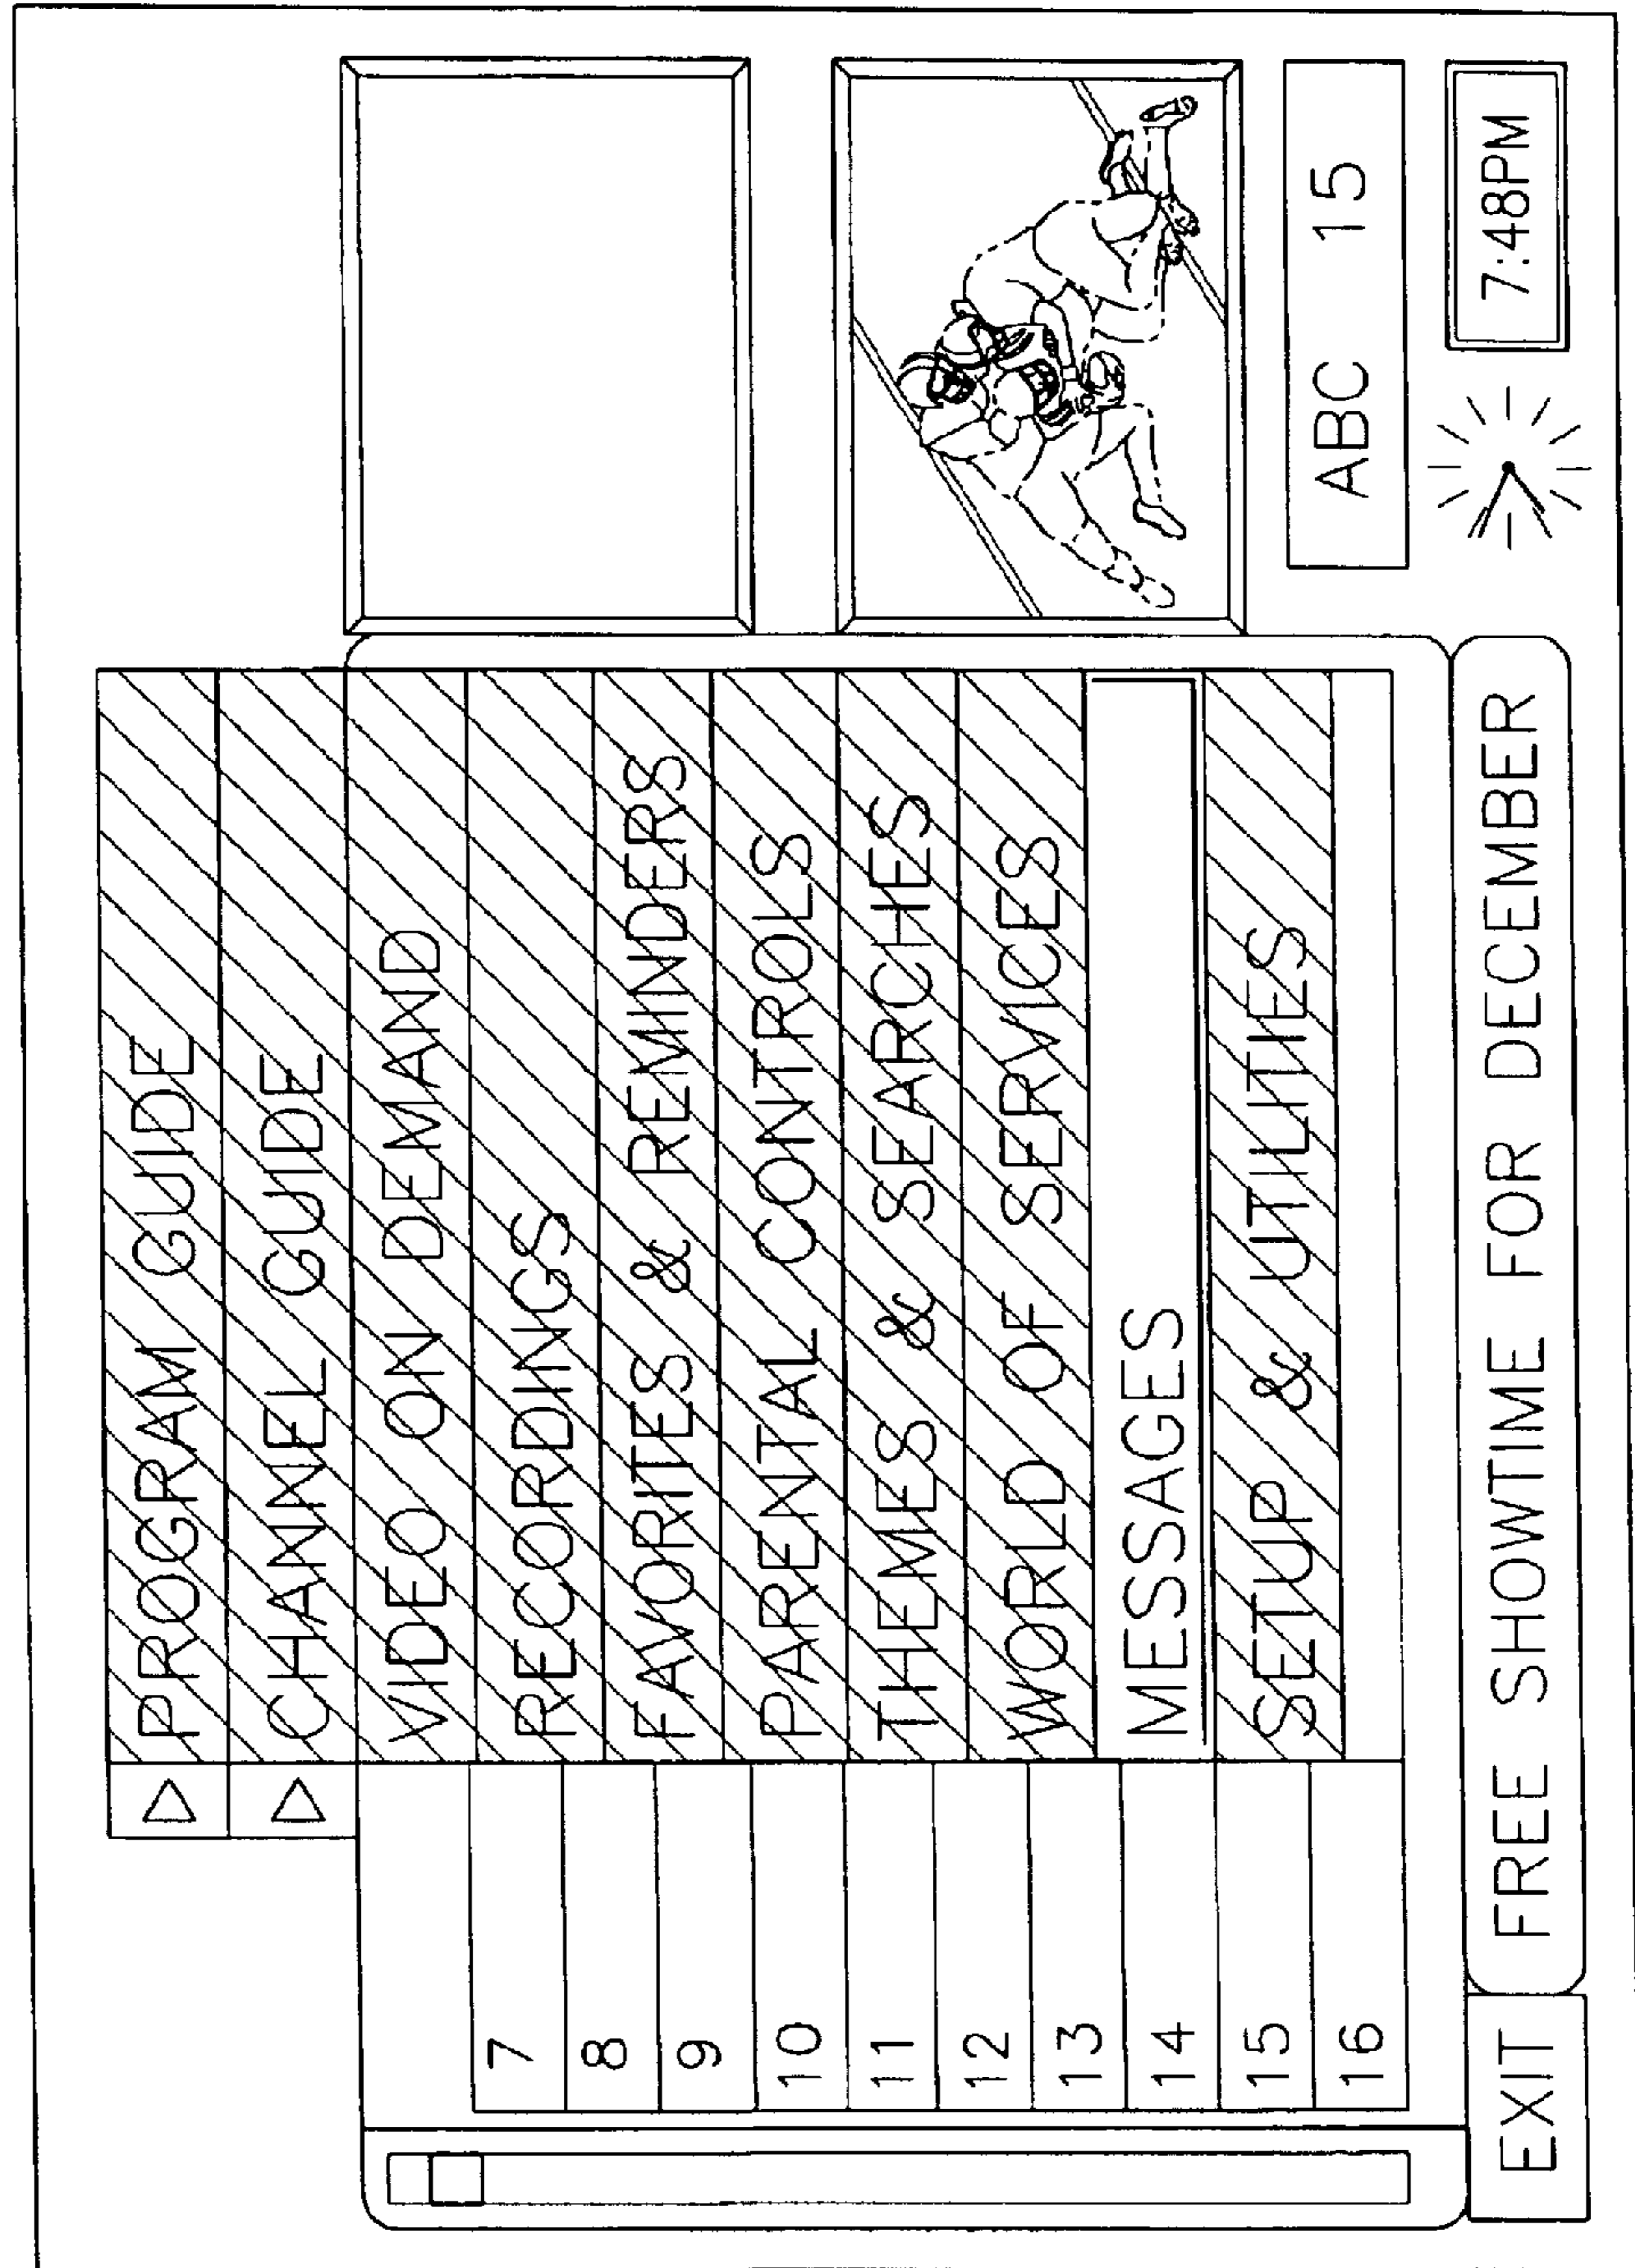 PROGRAM GUIDE
CHANNEL GUIDE
VIDEO ON DEMAND
RECORDINGS
FAVORITES & REMINDERS
PARENTAL CONTROLS
THEMES & SEARCHES
WORLD OF SERVICES
MESSAGES
SETUP & UTILITIES
7
8
9
10
11
12
13
14
15
16
ABC 15
7:48PM
EXIT
FREE SHOWTIME FOR DECEMBER